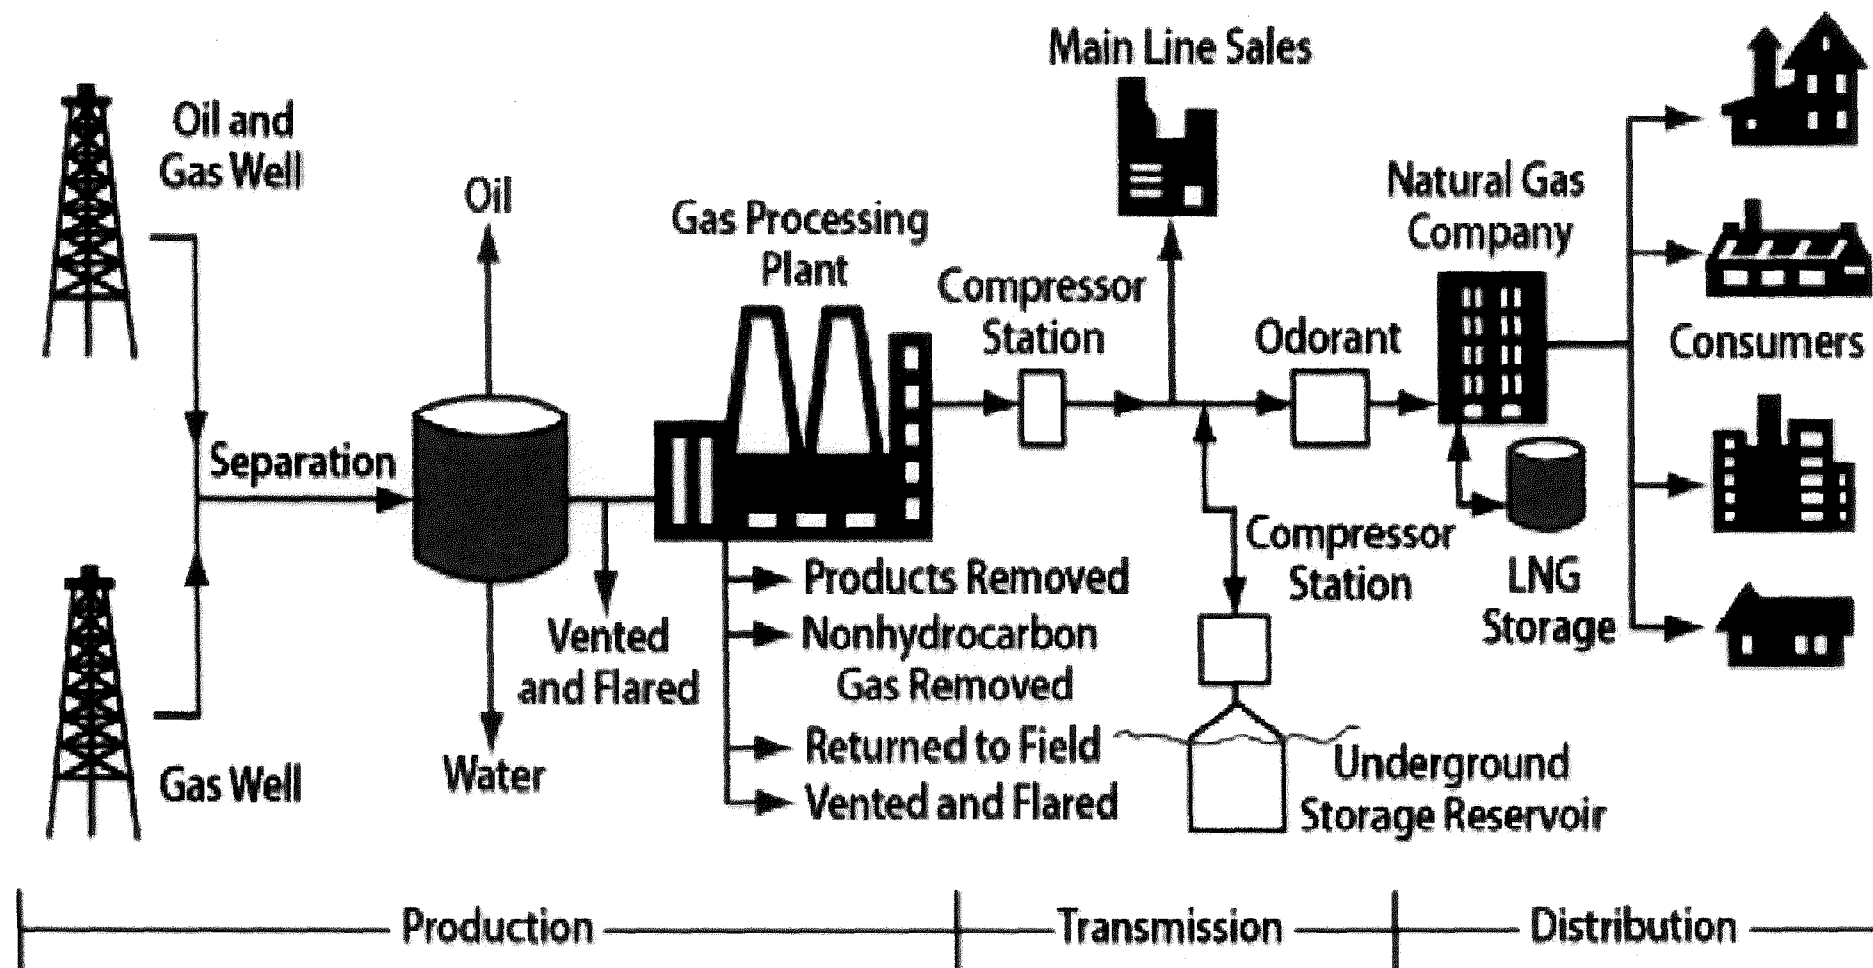 Main Line Sales
Oil and
Gas Well
Oil
Gas Processing
Plant
Natural Gas
Company
Compressor
Station
Odorant
Consumers
Separation
Compressor
Station
LNG
Storage
Products Removed
Nonhydrocarbon
Gas Removed
Vented
and Flared
Returned to Field
Vented and Flared
Water
Gas Well
Underground
Storage Reservoir
Production
Transmission
Distribution